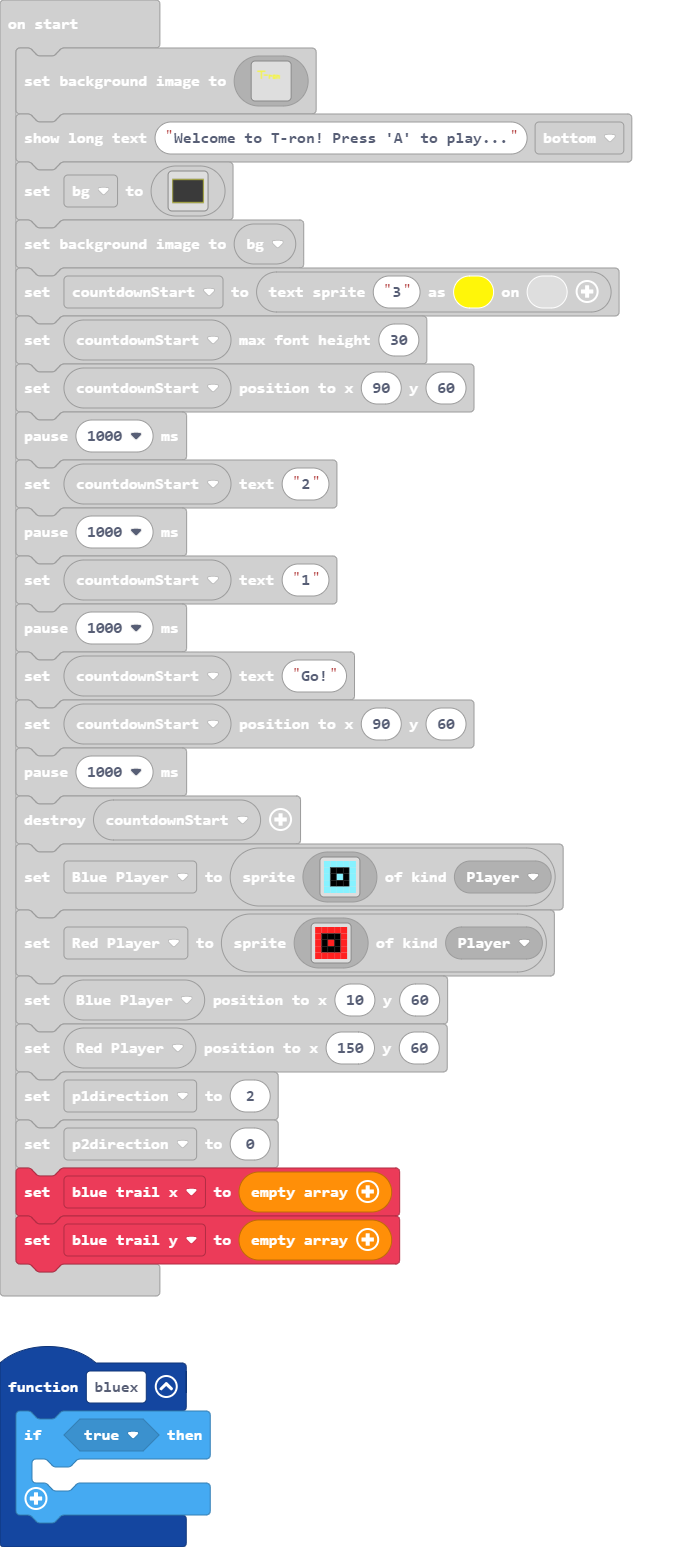 on start
set background image to
show long text "Welcome to T-ron! Press 'A' to play..." bottom
set bg to
set background image to bg
set countdownStart to text sprite "3" as on
set countdownStart max font height 30
set countdownStart position to x 90 y 60
pause 1000 ms
set countdownStart text "2"
pause 1000 ms
set countdownStart text "1"
pause 1000 ms
set countdownStart text "Go!"
set countdownStart position to x 90 y 60
pause 1000 ms
destroy countdownStart
set Blue Player to sprite of kind Player
set Red Player to sprite of kind Player
set Blue Player position to x 10 y 60
set Red Player position to x 150 y 60
set p1direction to 2
set p2direction to 0
set blue trail x to empty array
set blue trail y to empty array
function bluex
if true then